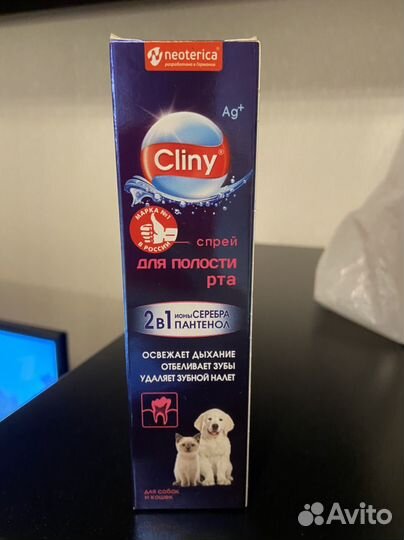 neoterica®
разработано в Германии
Ag+
Cliny®
МАРКА №1
В РОССИИ
спрей
для полости
рта
2в1 ионы СЕРЕБРА
ПАНТЕНОЛ
ОСВЕЖАЕТ ДЫХАНИЕ
ОТБЕЛИВАЕТ ЗУБЫ
УДАЛЯЕТ ЗУБНОЙ НАЛЕТ
для собак
и кошек
Avito